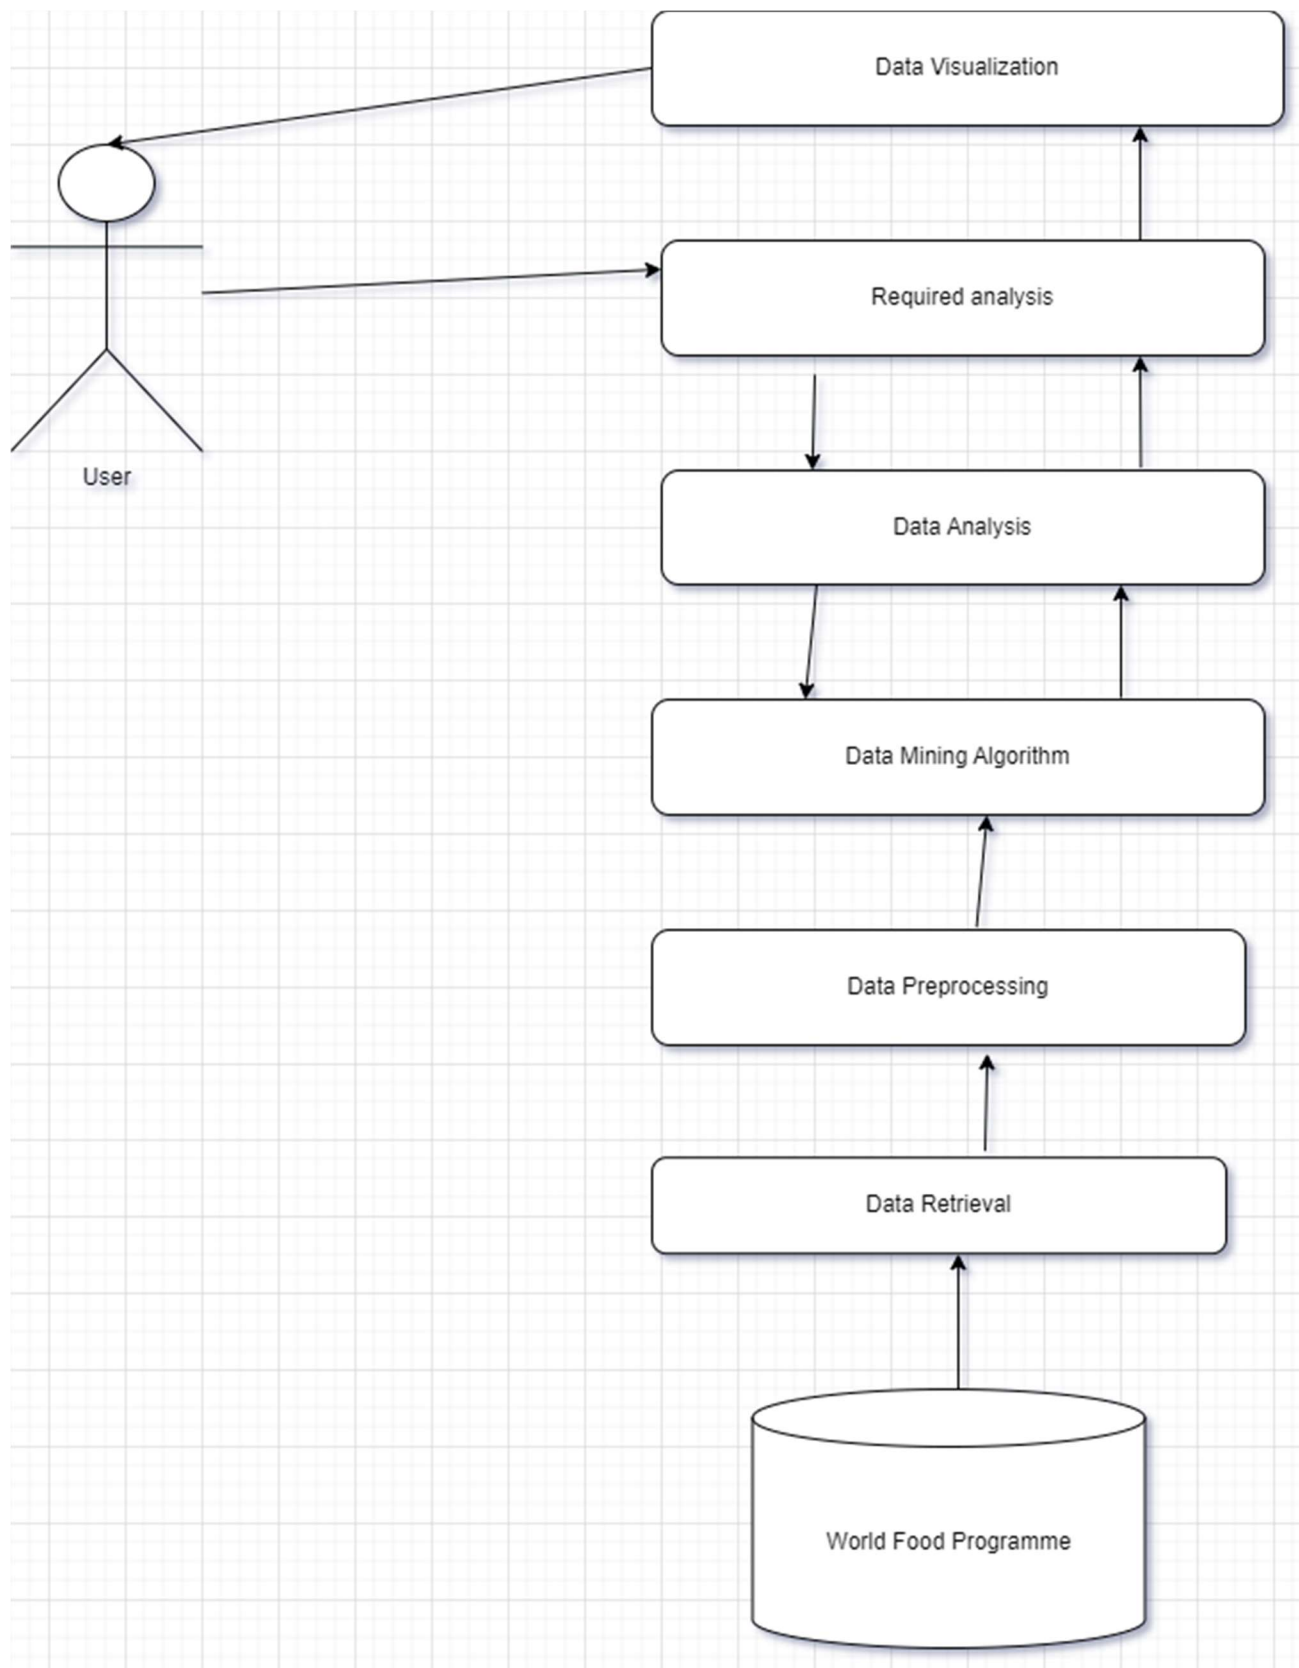 Data Visualization
Required analysis
User
Data Analysis
Data Mining Algorithm
Data Preprocessing
Data Retrieval
World Food Programme